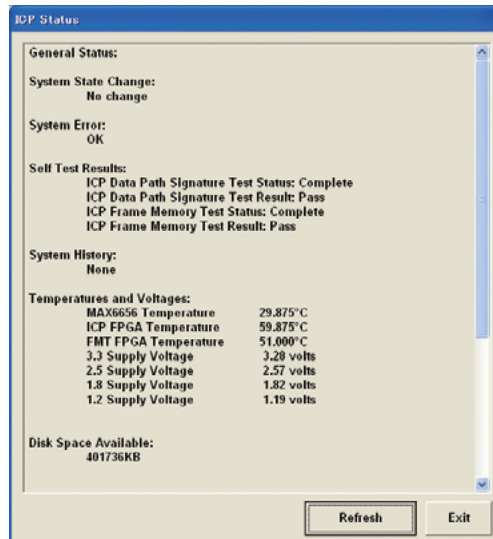 ICP Status
General Status:
System State Change:
No change
System Error:
OK
Self Test Results:
ICP Data Path Signature Test Status: Complete
ICP Data Path Signature Test Result: Pass
ICP Frame Memory Test Status: Complete
ICP Frame Memory Test Result: Pass
System History:
None
Temperatures and Voltages:
MAX6656 Temperature 29.875°C
ICP FPGA Temperature 59.875°C
FMT FPGA Temperature 51.000°C
3.3 Supply Voltage 3.28 volts
2.5 Supply Voltage 2.57 volts
1.8 Supply Voltage 1.82 volts
1.2 Supply Voltage 1.19 volts
Disk Space Available:
401736KB
Refresh Exit